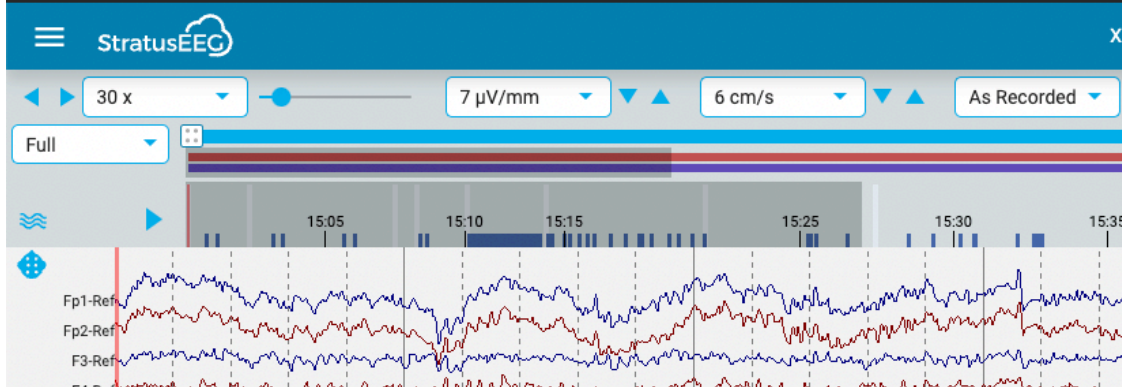 StratusEEG
X
30 x
7 µV/mm
6 cm/s
As Recorded
Full
15:05 15:10 15:15 15:25 15:30 15:35
Fp1-Ref
Fp2-Ref
F3-Ref